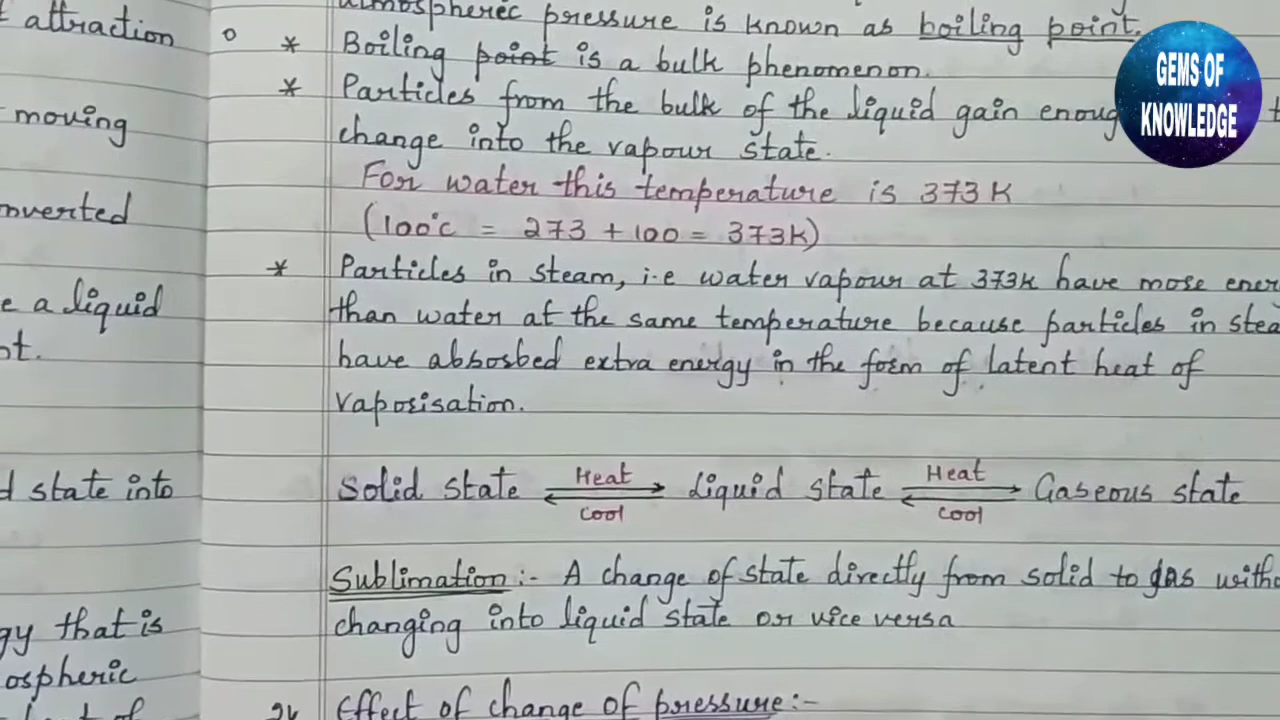 attraction
moving
nverted
e a liquid
ot.
d state into
gy that is
ospheric
atmospheric pressure is known as boiling point.
* Boiling point is a bulk phenomenon.
* Particles from the bulk of the liquid gain enoug
change into the vapour state.
For water this temperature is 373K
(100°c = 273 + 100 = 373K)
* Particles in steam, i.e water vapour at 373K have more ener
than water at the same temperature because particles in stea
have absorbed extra energy in the form of latent heat of
vaporisation.
Solid state Heat Liquid state Heat Gaseous state
cool cool
Sublimation:- A change of state directly from solid to gas witho
changing into liquid state or vice versa
Effect of change of pressure:-
GEMS OF
KNOWLEDGE